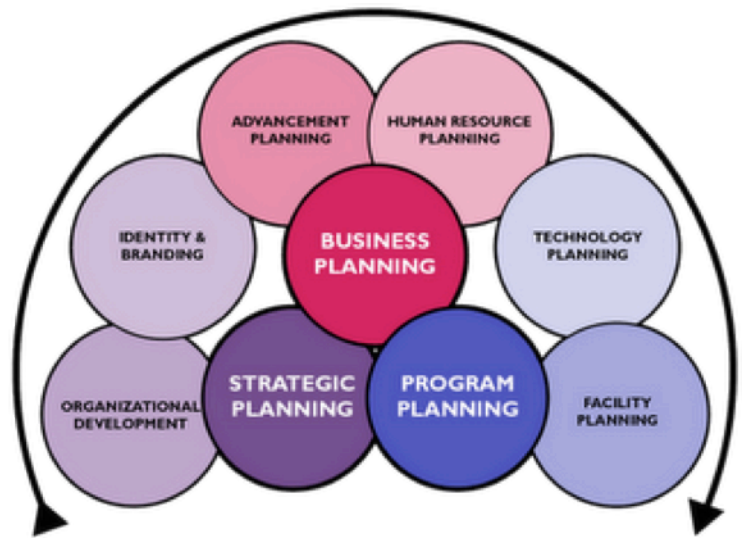 ADVANCEMENT
PLANNING
HUMAN RESOURCE
PLANNING
IDENTITY &
BRANDING
BUSINESS
PLANNING
TECHNOLOGY
PLANNING
ORGANIZATIONAL
DEVELOPMENT
STRATEGIC
PLANNING
PROGRAM
PLANNING
FACILITY
PLANNING